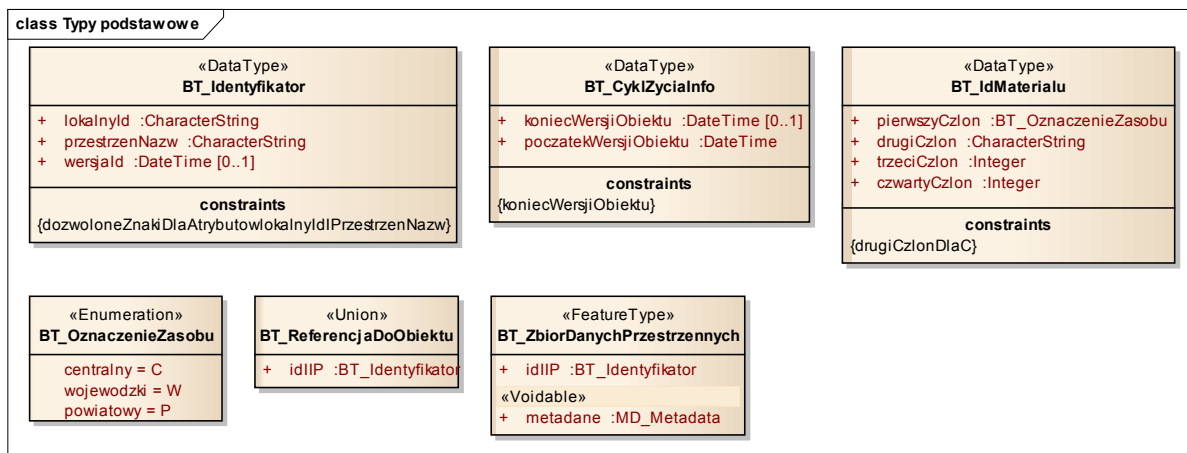 class Typy podstawowe
«DataType»
BT_Identyfikator
+ lokalnyId :CharacterString
+ przestrzenNazw :CharacterString
+ wersjaId :DateTime [0..1]
constraints
{dozwoloneZnakiDlaAtrybutowlokalnyIdIPrzestrzenNazw}
«DataType»
BT_CyklZyciaInfo
+ koniecWersjiObiektu :DateTime [0..1]
+ poczatekWersjiObiektu :DateTime
constraints
{koniecWersjiObiektu}
«DataType»
BT_IdMaterialu
+ pierwszyCzlon :BT_OznaczenieZasobu
+ drugiCzlon :CharacterString
+ trzeciCzlon :Integer
+ czwartyCzlon :Integer
constraints
{drugiCzlonDlaC}
«Enumeration»
BT_OznaczenieZasobu
centralny = C
wojewodzki = W
powiatowy = P
«Union»
BT_ReferencjaDoObiektu
+ idIIP :BT_Identyfikator
«FeatureType»
BT_ZbiorDanychPrzestrzennych
+ idIIP :BT_Identyfikator
«Voidable»
+ metadane :MD_Metadata